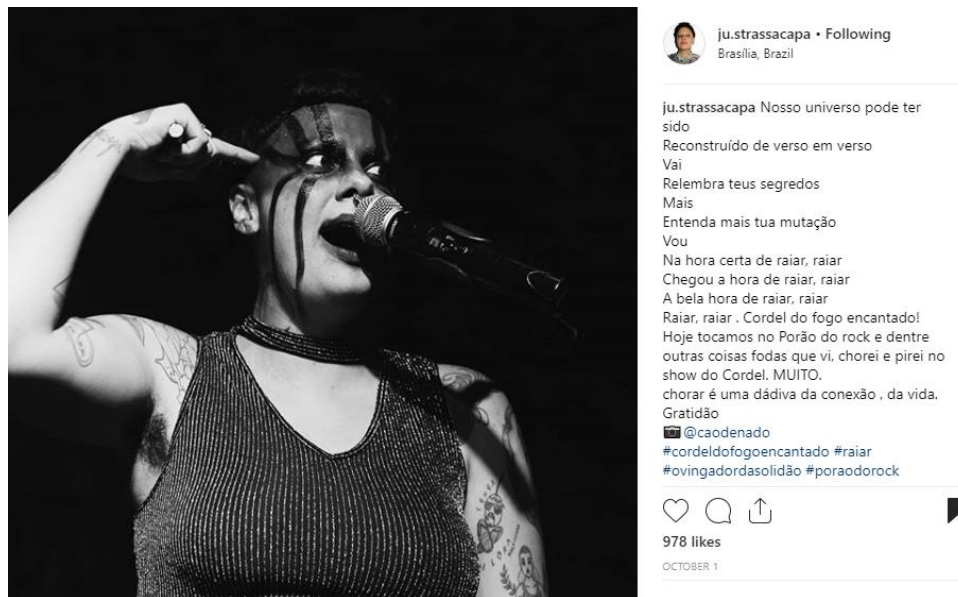 ju.strassacapa • Following
Brasília, Brazil
ju.strassacapa Nosso universo pode ter
sido
Reconstruído de verso em verso
Vai
Relembra teus segredos
Mais
Entenda mais tua mutação
Vou
Na hora certa de raiar, raiar
Chegou a hora de raiar, raiar
A bela hora de raiar, raiar
Raiar, raiar . Cordel do fogo encantado!
Hoje tocamos no Porão do rock e dentre
outras coisas fodas que vi, chorei e pirei no
show do Cordel. MUITO.
chorar é uma dádiva da conexão , da vida.
Gratidão
📷 @caodenado
#cordeldofogoencantado #raiar
#ovingadordasolidão #poraodorock
978 likes
OCTOBER 1